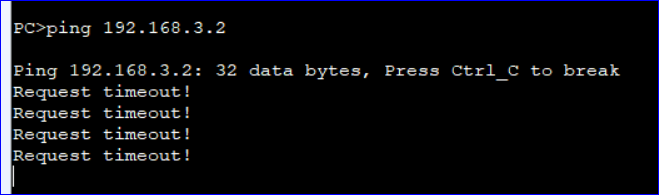 PC>ping 192.168.3.2
Ping 192.168.3.2: 32 data bytes, Press Ctrl_C to break
Request timeout!
Request timeout!
Request timeout!
Request timeout!